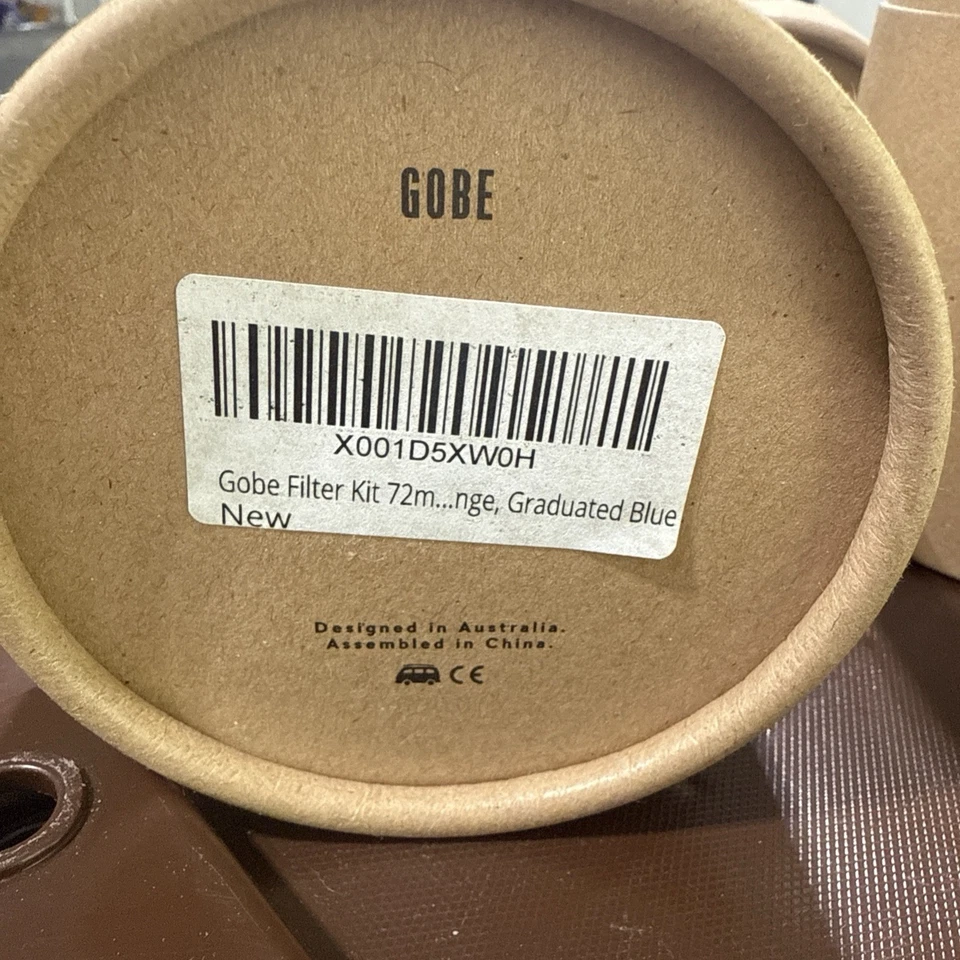 GOBE
X001D5XW0H
Gobe Filter Kit 72m...nge, Graduated Blue
New
Designed in Australia.
Assembled in China.
CE